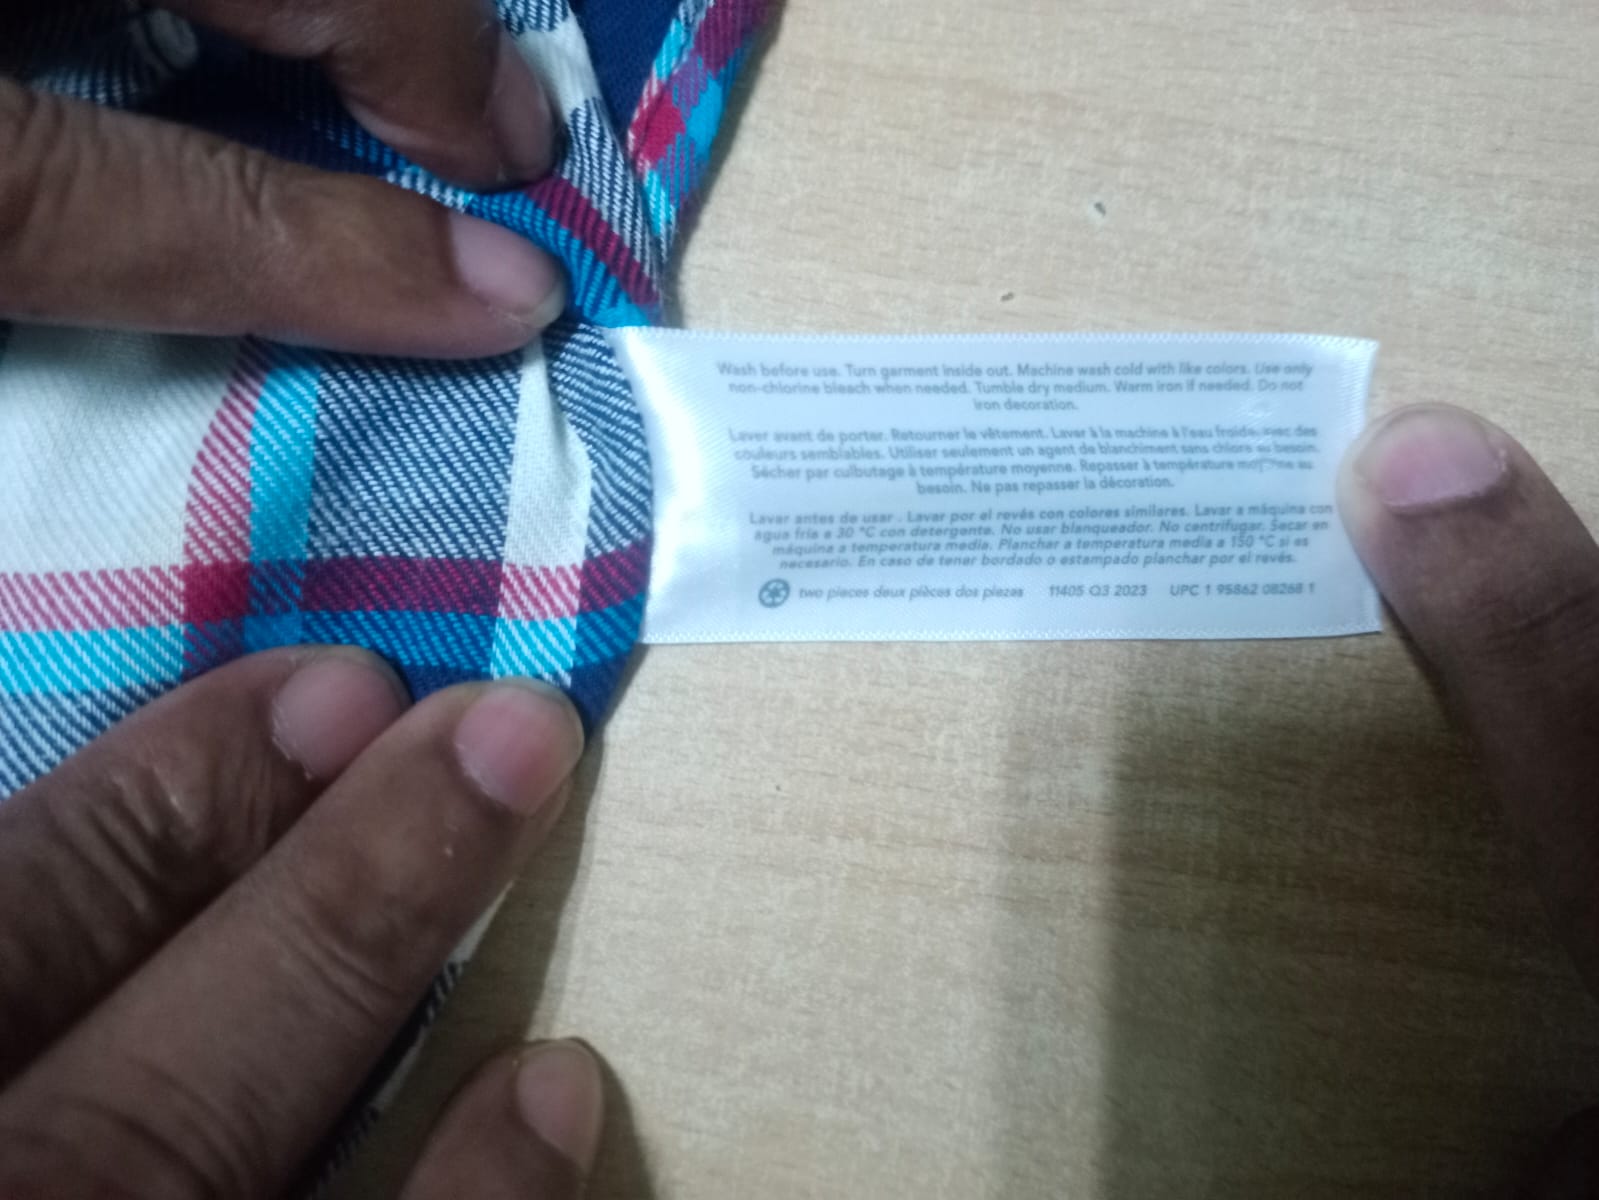 Wash before use. Turn garment inside out. Machine wash cold with like colors. Use only
non-chlorine bleach when needed. Tumble dry medium. Warm iron if needed. Do not
iron decoration.
Laver avant de porter. Retourner le vêtement. Laver à la machine à l'eau froide avec des
couleurs semblables. Utiliser seulement un agent de blanchiment sans chlore au besoin.
Sécher par culbutage à température moyenne. Repasser à température moyenne au
besoin. Ne pas repasser la décoration.
Lavar antes de usar . Lavar por el revés con colores similares. Lavar a máquina con
agua fría a 30 °C con detergente. No usar blanqueador. No centrifugar. Secar en
máquina a temperatura media. Planchar a temperatura media a 150 °C si es
necesario. En caso de tener bordado o estampado planchar por el revés.
two pieces deux pièces dos piezas 11405 Q3 2023 UPC 1 95862 08268 1